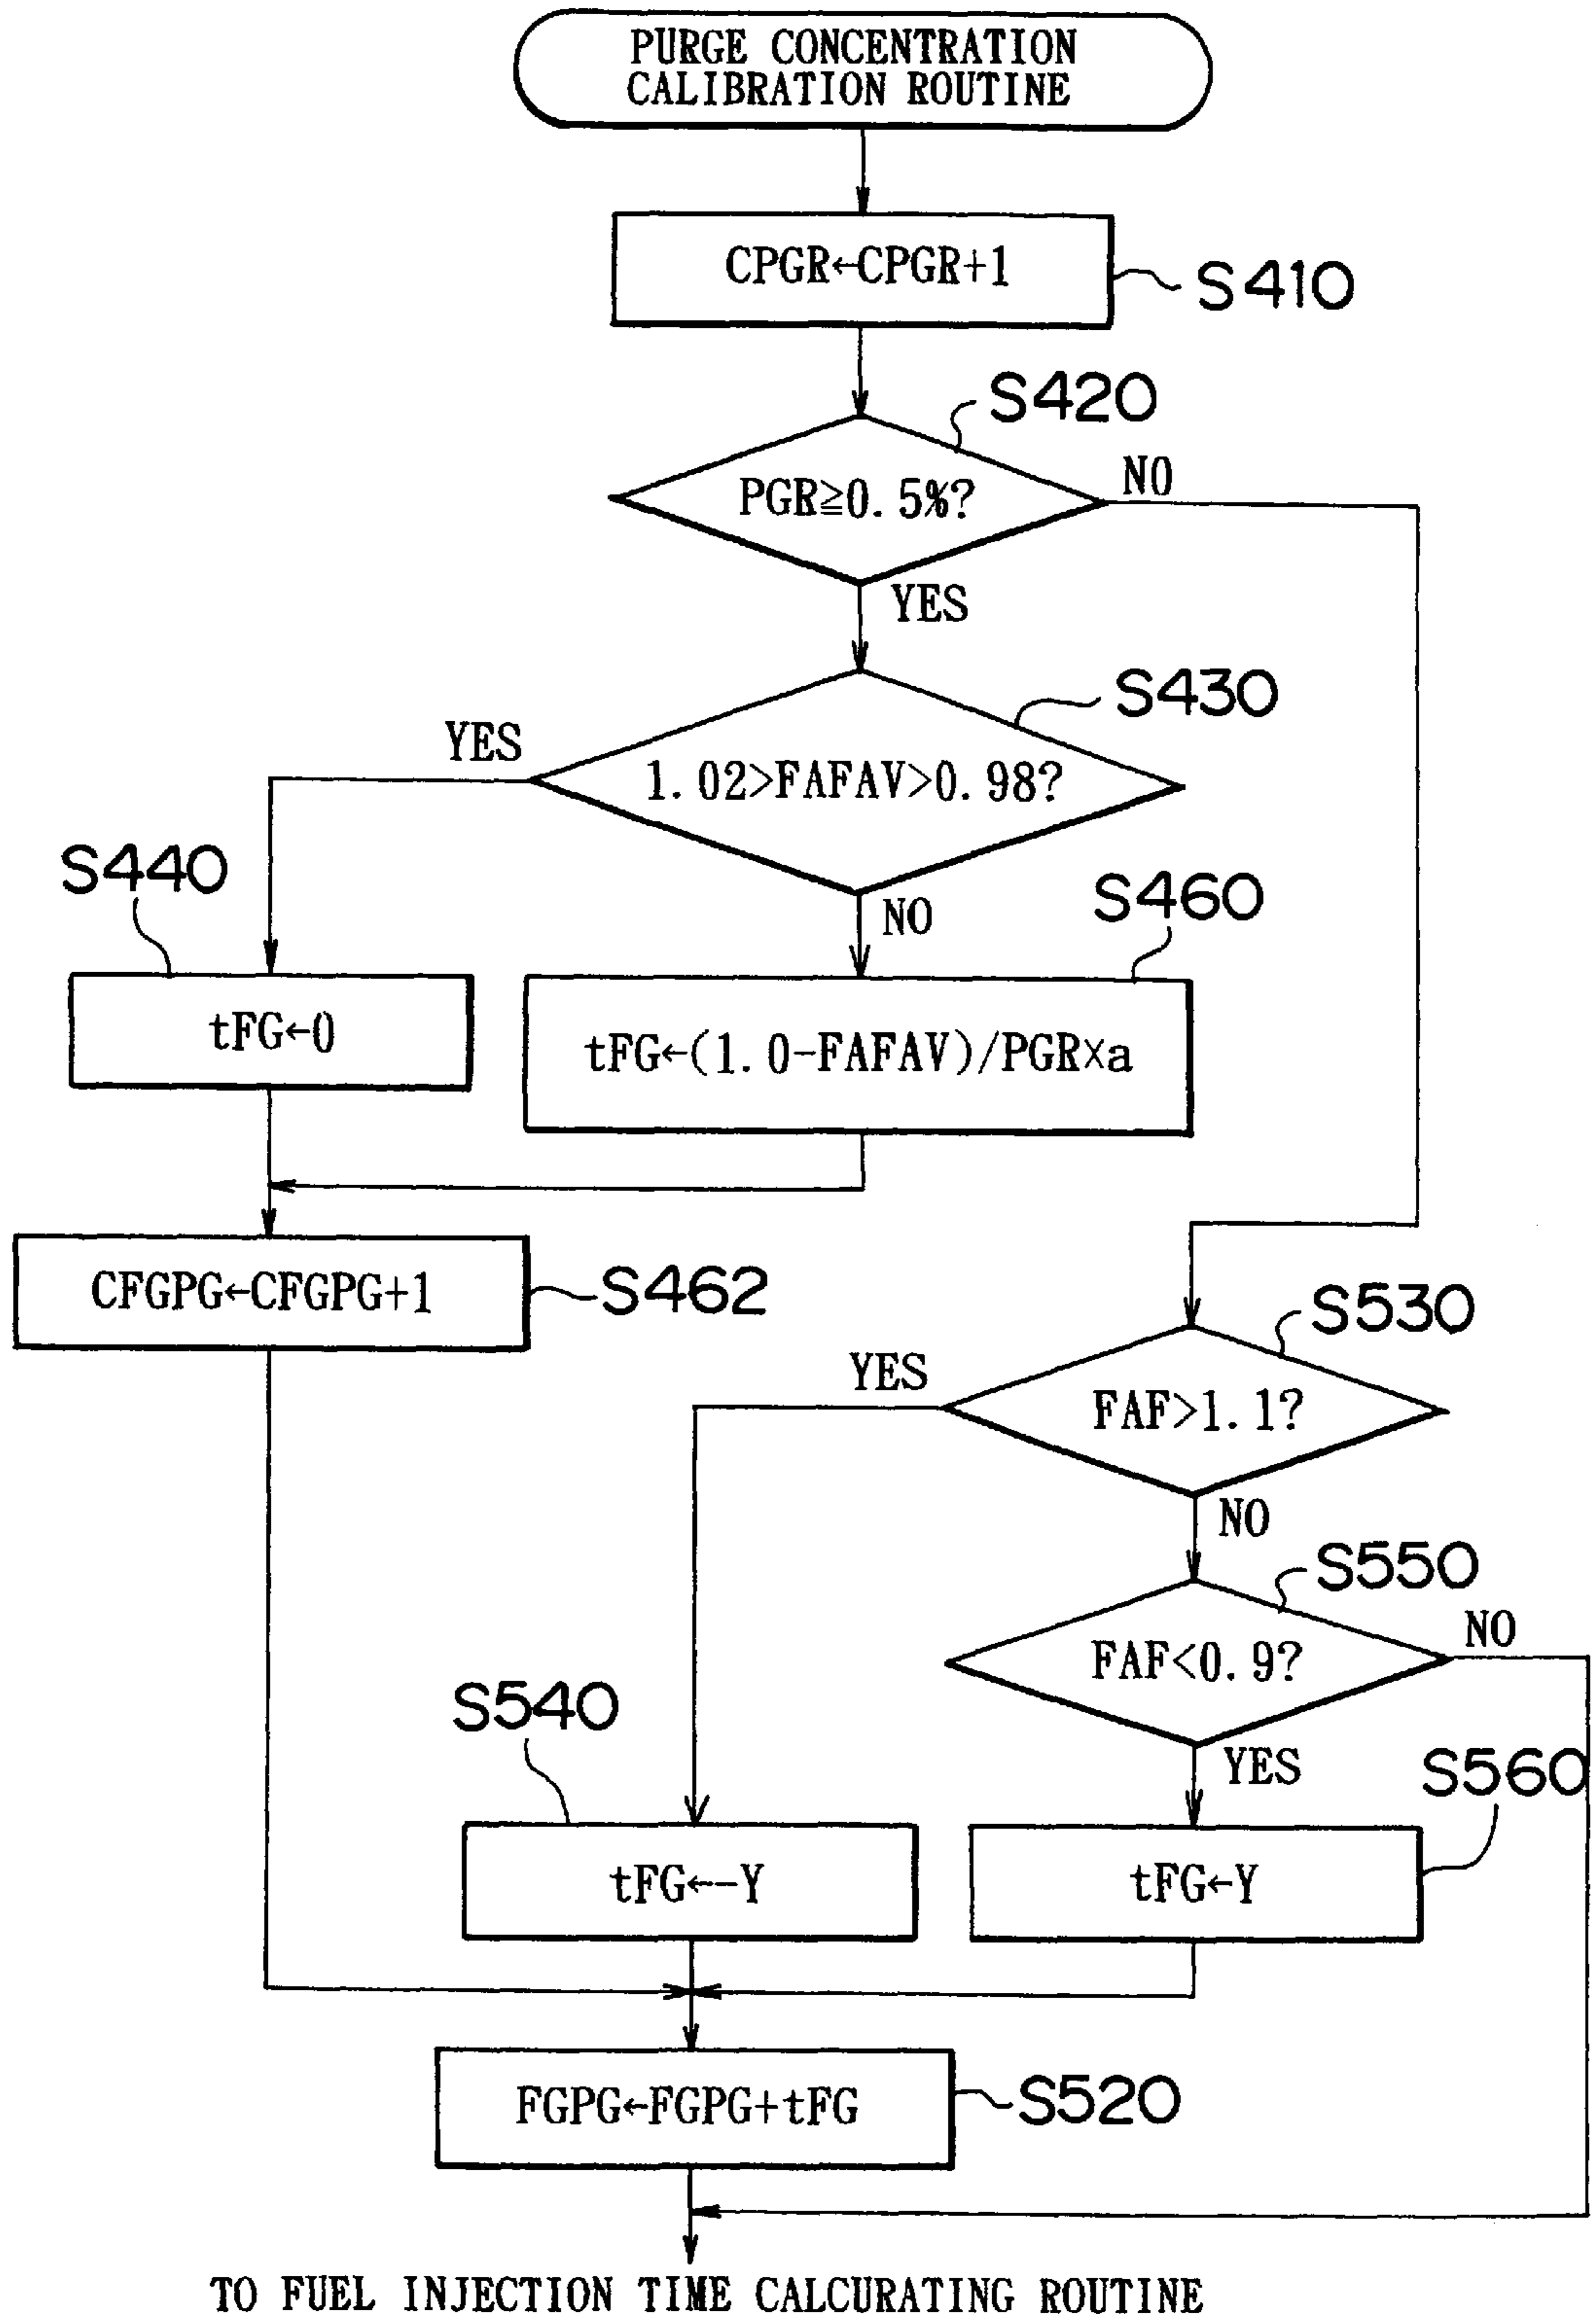 PURGE CONCENTRATION
CALIBRATION ROUTINE
CPGR←CPGR+1
S410
S420
PGR≧0.5%?
NO
YES
S430
YES
1.02>FAFAV>0.98?
S440
NO
S460
tFG←0
tFG←(1.0-FAFAV)/PGR×a
CFGPG←CFGPG+1
S462
S530
YES
FAF>1.1?
NO
S550
NO
FAF<0.9?
S540
YES
S560
tFG←-Y
tFG←Y
FGPG←FGPG+tFG
S520
TO FUEL INJECTION TIME CALCURATING ROUTINE